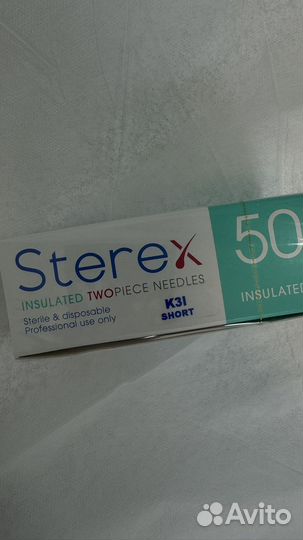 Sterex
INSULATED TWOPIECE NEEDLES
Sterile & disposable
Professional use only
K3I
SHORT
50
INSULATED
Avito